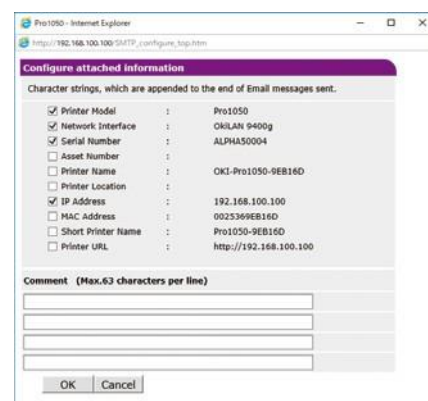 Pro1050 - Internet Explorer
http://192.168.100.100/SMTP_configure_top.htm
Configure attached information
Character strings, which are appended to the end of Email messages sent.
Printer Model : Pro1050
Network Interface : OkiLAN 9400g
Serial Number : ALPHA50004
Asset Number :
Printer Name : OKI-Pro1050-9EB16D
Printer Location :
IP Address : 192.168.100.100
MAC Address : 0025369EB16D
Short Printer Name : Pro1050-9EB16D
Printer URL : http://192.168.100.100
Comment (Max.63 characters per line)
OK Cancel